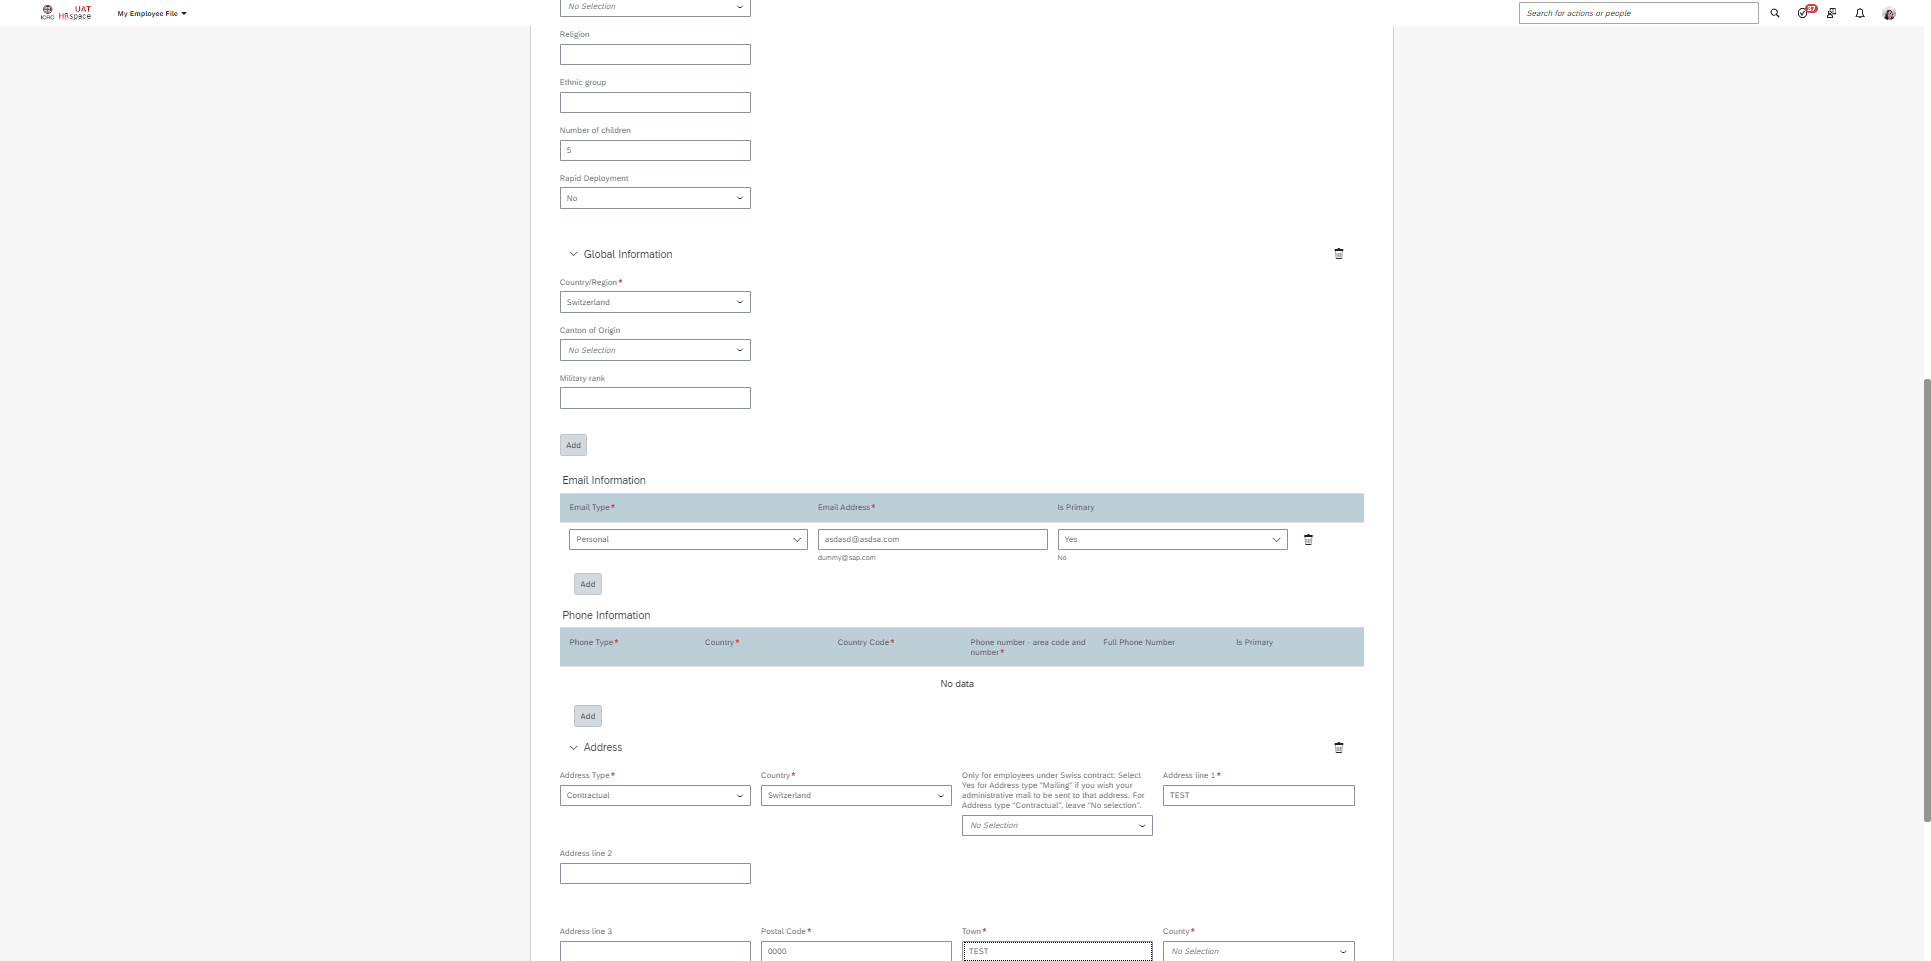 ICRC
UAT
HRspace
My Employee File
Search for actions or people
37
No Selection
Religion
Ethnic group
Number of children
5
Rapid Deployment
No
Global Information
Country/Region*
Switzerland
Canton of Origin
No Selection
Military rank
Add
Email Information
Email Type* Email Address* Is Primary
Personal asdasd@asdsa.com Yes
dummy@sap.com No
Add
Phone Information
Phone Type* Country* Country Code* Phone number - area code and number* Full Phone Number Is Primary
No data
Add
Address
Address Type*
Contractual
Country*
Switzerland
Only for employees under Swiss contract: Select
Yes for Address type "Mailing" if you wish your
administrative mail to be sent to that address. For
Address type "Contractual", leave "No selection".
No Selection
Address line 1*
TEST
Address line 2
Address line 3
Postal Code*
0000
Town*
TEST
County*
No Selection